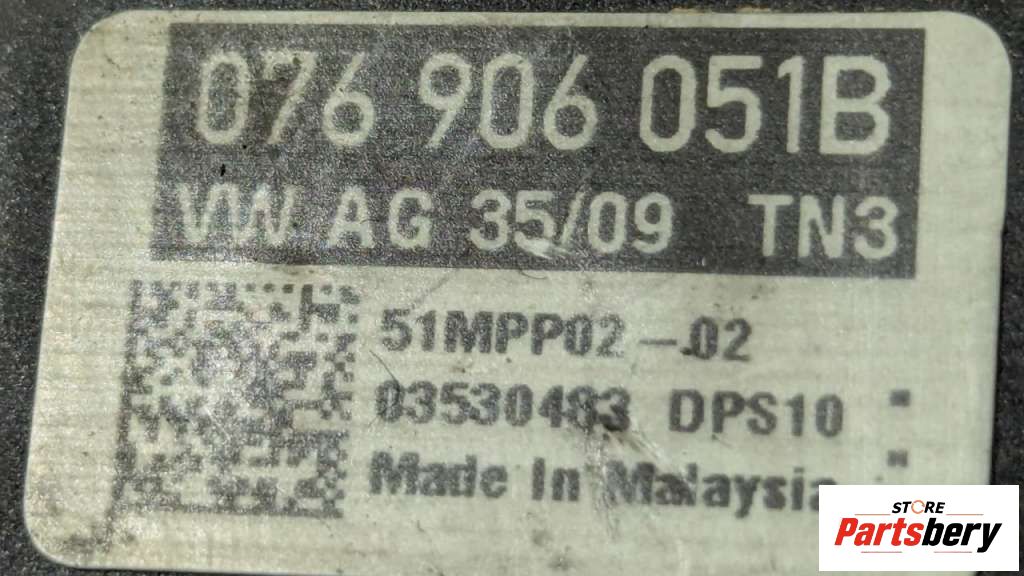 076 906 051B
VW AG 35/09 TN3
51MPP02-02
03530483 DPS10
Made In Malaysia
STORE
Partsbery